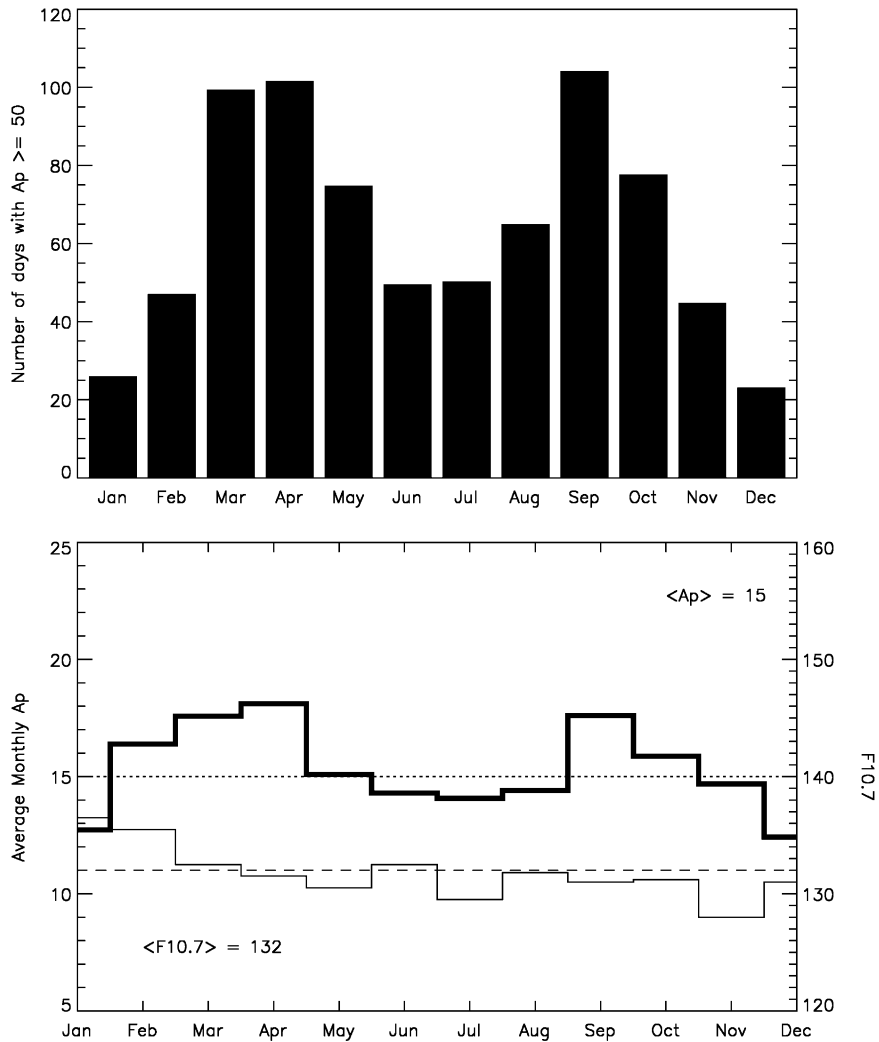 120
100
80
60
40
20
0
Number of days with Ap >= 50
Jan Feb Mar Apr May Jun Jul Aug Sep Oct Nov Dec
25
20
15
10
5
Average Monthly Ap
<Ap> = 15
<F10.7> = 132
160
150
140
130
120
F10.7
Jan Feb Mar Apr May Jun Jul Aug Sep Oct Nov Dec